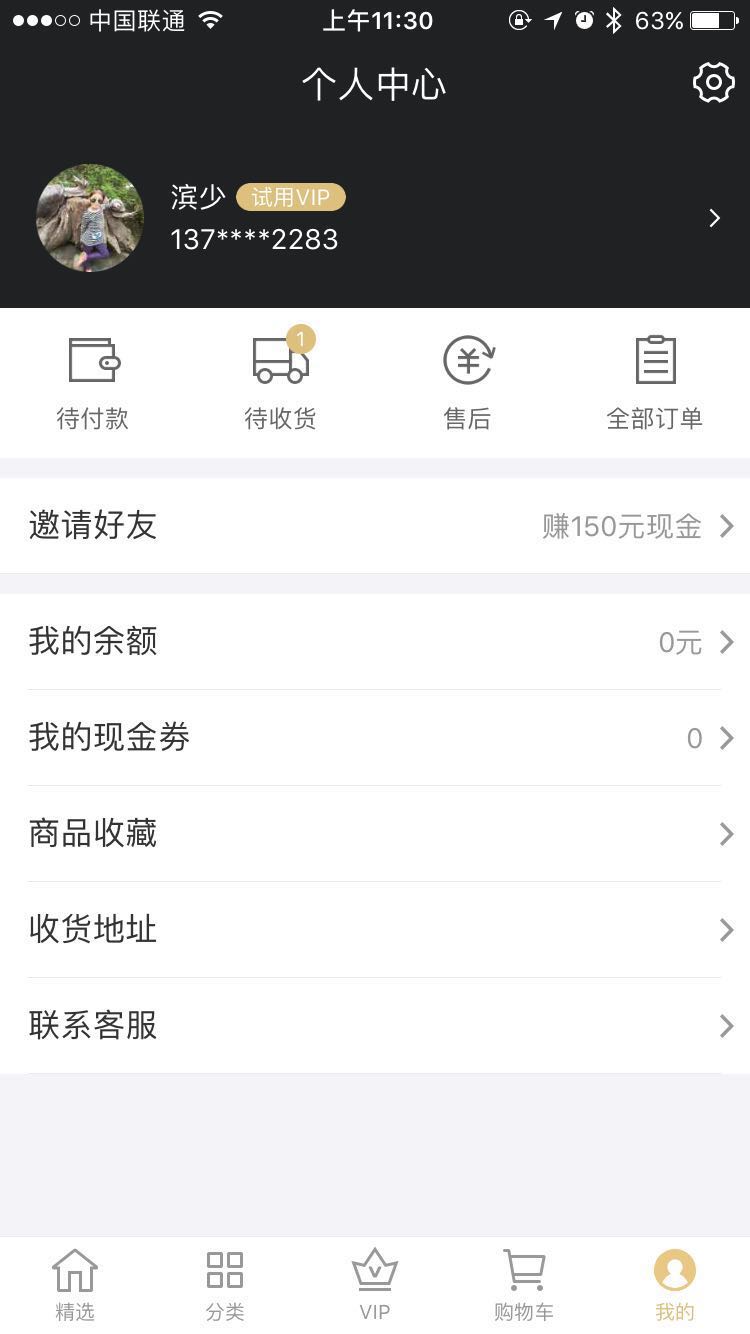 中国联通 上午11:30 63%
个人中心
滨少 试用VIP
137****2283
1
待付款 待收货 售后 全部订单
邀请好友 赚150元现金
我的余额 0元
我的现金券 0
商品收藏
收货地址
联系客服
精选 分类 VIP 购物车 我的